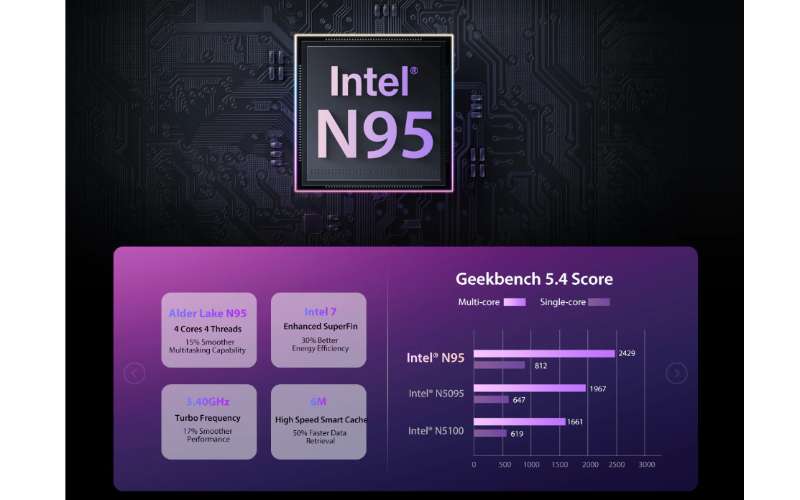 Intel®
N95
Alder Lake N95
4 Cores 4 Threads
15% Smoother
Multitasking Capability
Intel 7
Enhanced SuperFin
30% Better
Energy Efficiency
3.40GHz
Turbo Frequency
17% Smoother
Performance
6M
High Speed Smart Cache
50% Faster Data
Retrieval
Geekbench 5.4 Score
Multi-core Single-core
Intel® N95 2429
812
Intel® N5095 1967
647
Intel® N5100 1661
619
0 500 1000 1500 2000 2500 3000